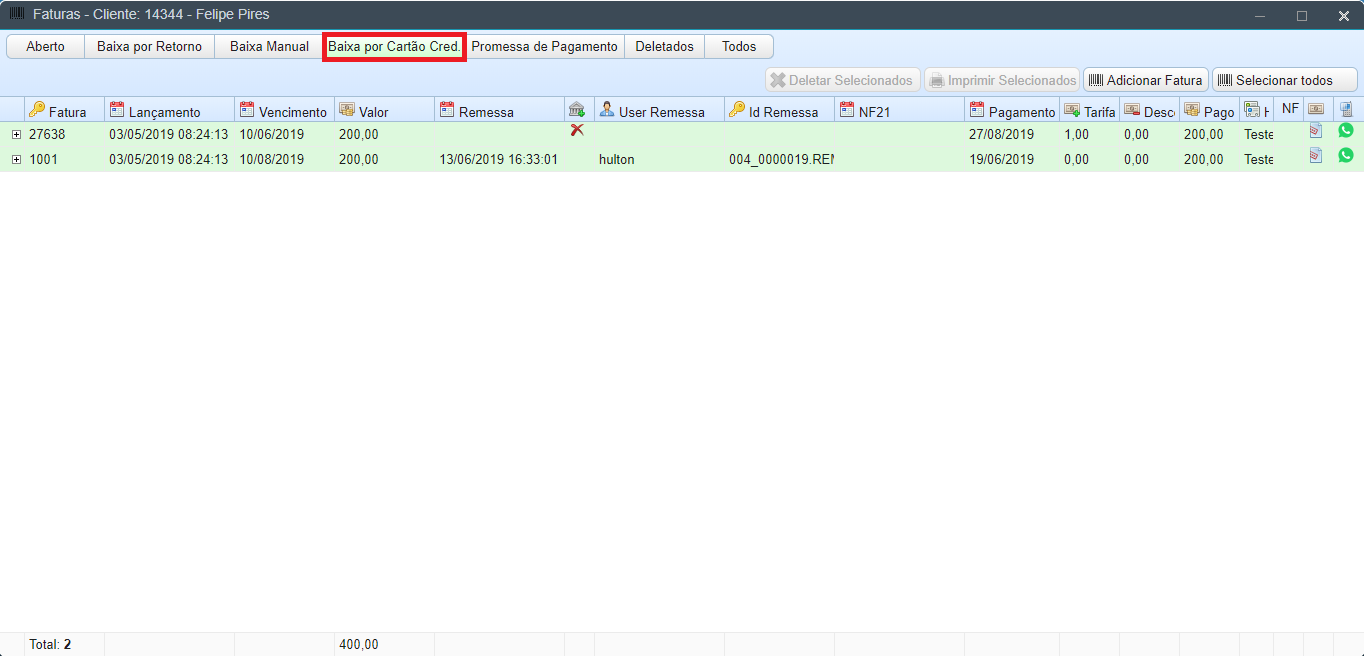 Faturas - Cliente: 14344 - Felipe Pires
Aberto Baixa por Retorno Baixa Manual Baixa por Cartão Cred. Promessa de Pagamento Deletados Todos
Deletar Selecionados Imprimir Selecionados Adicionar Fatura Selecionar todos
Fatura Lançamento Vencimento Valor Remessa User Remessa Id Remessa NF21 Pagamento Tarifa Desc Pago H NF
27638 03/05/2019 08:24:13 10/06/2019 200,00 27/08/2019 1,00 0,00 200,00 Teste
1001 03/05/2019 08:24:13 10/08/2019 200,00 13/06/2019 16:33:01 hulton 004_0000019.REM 19/06/2019 0,00 0,00 200,00 Teste
Total: 2 400,00